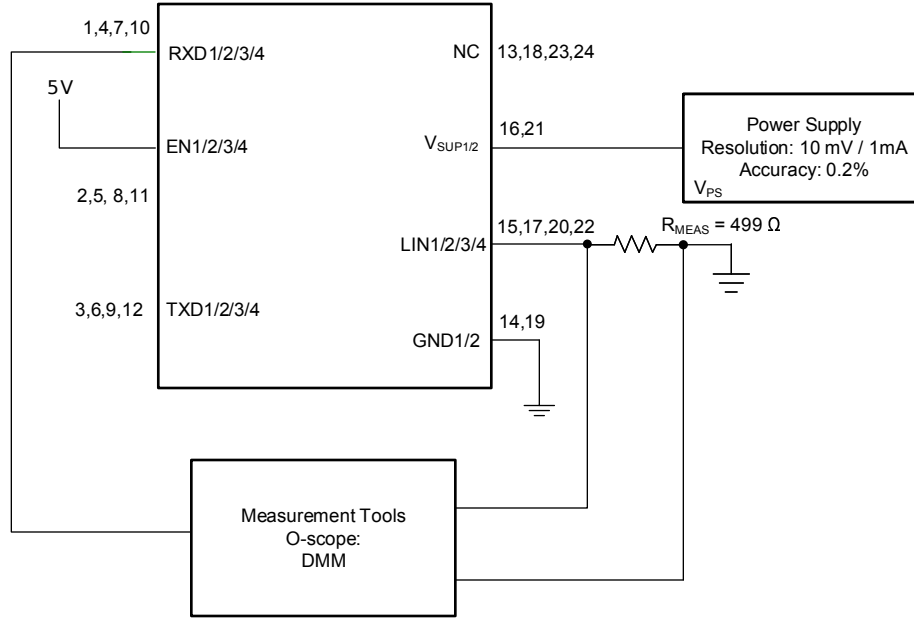 1,4,7,10
RXD1/2/3/4
NC
13,18,23,24
5V
EN1/2/3/4
VSUP1/2
16,21
Power Supply
Resolution: 10 mV / 1mA
Accuracy: 0.2%
VPS
2,5, 8,11
LIN1/2/3/4
15,17,20,22
RMEAS = 499 Ω
3,6,9,12
TXD1/2/3/4
GND1/2
14,19
Measurement Tools
O-scope:
DMM